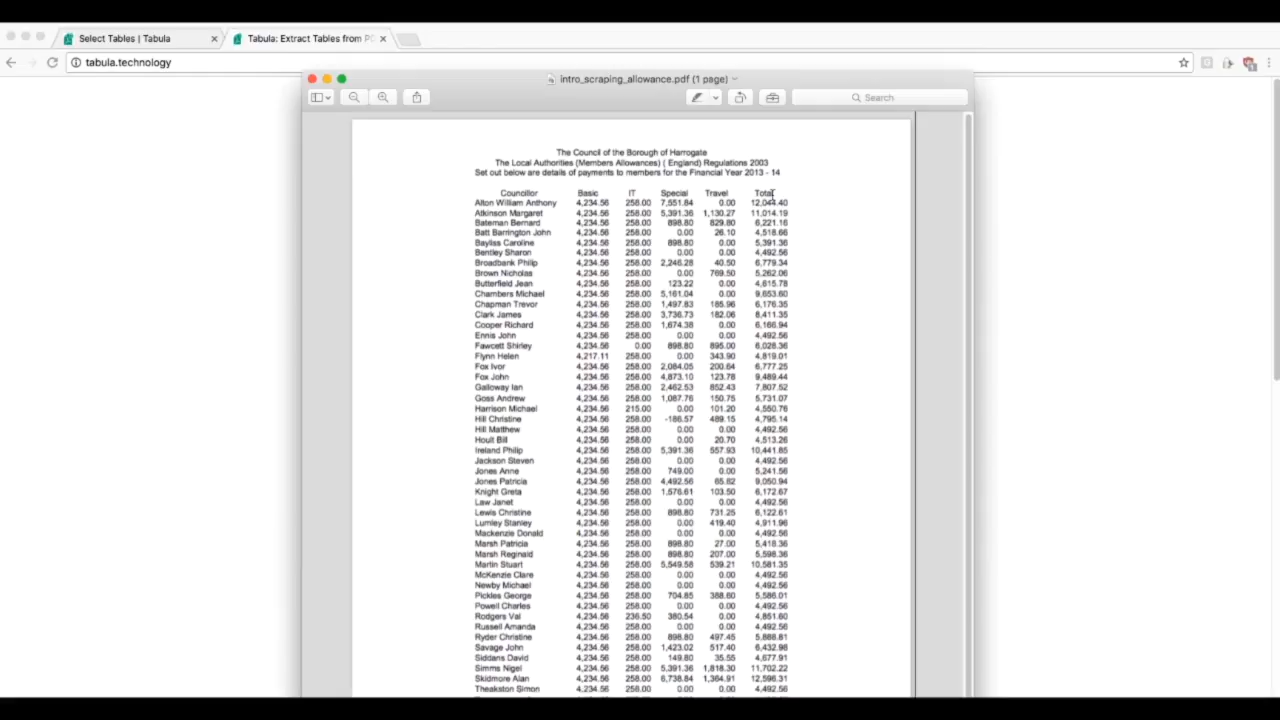 Select Tables | Tabula
Tabula: Extract Tables from PD
tabula.technology
intro_scraping_allowance.pdf (1 page)
Search
The Council of the Borough of Harrogate
The Local Authorities (Members Allowances) ( England) Regulations 2003
Set out below are details of payments to members for the Financial Year 2013 - 14
Councillor Basic IT Special Travel Total
Alton William Anthony 4,234.56 258.00 7,551.84 0.00 12,044.40
Atkinson Margaret 4,234.56 258.00 5,391.36 1,130.27 11,014.19
Bateman Bernard 4,234.56 258.00 898.80 829.80 6,221.16
Batt Barrington John 4,234.56 258.00 0.00 26.10 4,518.66
Bayliss Caroline 4,234.56 258.00 898.80 0.00 5,391.36
Bentley Sharon 4,234.56 258.00 0.00 0.00 4,492.56
Broadbank Philip 4,234.56 258.00 2,246.28 40.50 6,779.34
Brown Nicholas 4,234.56 258.00 0.00 769.50 5,262.06
Butterfield Jean 4,234.56 258.00 123.22 0.00 4,615.78
Chambers Michael 4,234.56 258.00 5,161.04 0.00 9,653.60
Chapman Trevor 4,234.56 258.00 1,497.83 185.96 6,176.35
Clark James 4,234.56 258.00 3,736.73 182.06 8,411.35
Cooper Richard 4,234.56 258.00 1,674.38 0.00 6,166.94
Ennis John 4,234.56 258.00 0.00 0.00 4,492.56
Fawcett Shirley 4,234.56 0.00 898.80 895.00 6,028.36
Flynn Helen 4,217.11 258.00 0.00 343.90 4,819.01
Fox Ivor 4,234.56 258.00 2,084.05 200.64 6,777.25
Fox John 4,234.56 258.00 4,873.10 123.78 9,489.44
Galloway Ian 4,234.56 258.00 2,462.53 852.43 7,807.52
Goss Andrew 4,234.56 258.00 1,087.76 150.75 5,731.07
Harrison Michael 4,234.56 215.00 0.00 101.20 4,550.76
Hill Christine 4,234.56 258.00 -186.57 489.15 4,795.14
Hill Matthew 4,234.56 258.00 0.00 0.00 4,492.56
Hoult Bill 4,234.56 258.00 0.00 20.70 4,513.26
Ireland Philip 4,234.56 258.00 5,391.36 557.93 10,441.85
Jackson Steven 4,234.56 258.00 0.00 0.00 4,492.56
Jones Anne 4,234.56 258.00 749.00 0.00 5,241.56
Jones Patricia 4,234.56 258.00 4,492.56 65.82 9,050.94
Knight Greta 4,234.56 258.00 1,576.61 103.50 6,172.67
Law Janet 4,234.56 258.00 0.00 0.00 4,492.56
Lewis Christine 4,234.56 258.00 898.80 731.25 6,122.61
Lumley Stanley 4,234.56 258.00 0.00 419.40 4,911.96
Mackenzie Donald 4,234.56 258.00 0.00 0.00 4,492.56
Marsh Patricia 4,234.56 258.00 898.80 27.00 5,418.36
Marsh Reginald 4,234.56 258.00 898.80 207.00 5,598.36
Martin Stuart 4,234.56 258.00 5,549.58 539.21 10,581.35
McKenzie Clare 4,234.56 258.00 0.00 0.00 4,492.56
Newby Michael 4,234.56 258.00 0.00 0.00 4,492.56
Pickles George 4,234.56 258.00 704.85 388.60 5,586.01
Powell Charles 4,234.56 258.00 0.00 0.00 4,492.56
Rodgers Val 4,234.56 236.50 380.54 0.00 4,851.60
Russell Amanda 4,234.56 258.00 0.00 0.00 4,492.56
Ryder Christine 4,234.56 258.00 898.80 497.45 5,888.81
Savage John 4,234.56 258.00 1,423.02 517.40 6,432.98
Siddans David 4,234.56 258.00 149.80 35.55 4,677.91
Simms Nigel 4,234.56 258.00 5,391.36 1,818.30 11,702.22
Skidmore Alan 4,234.56 258.00 6,738.84 1,364.91 12,596.31
Theakston Simon 4,234.56 258.00 0.00 0.00 4,492.56